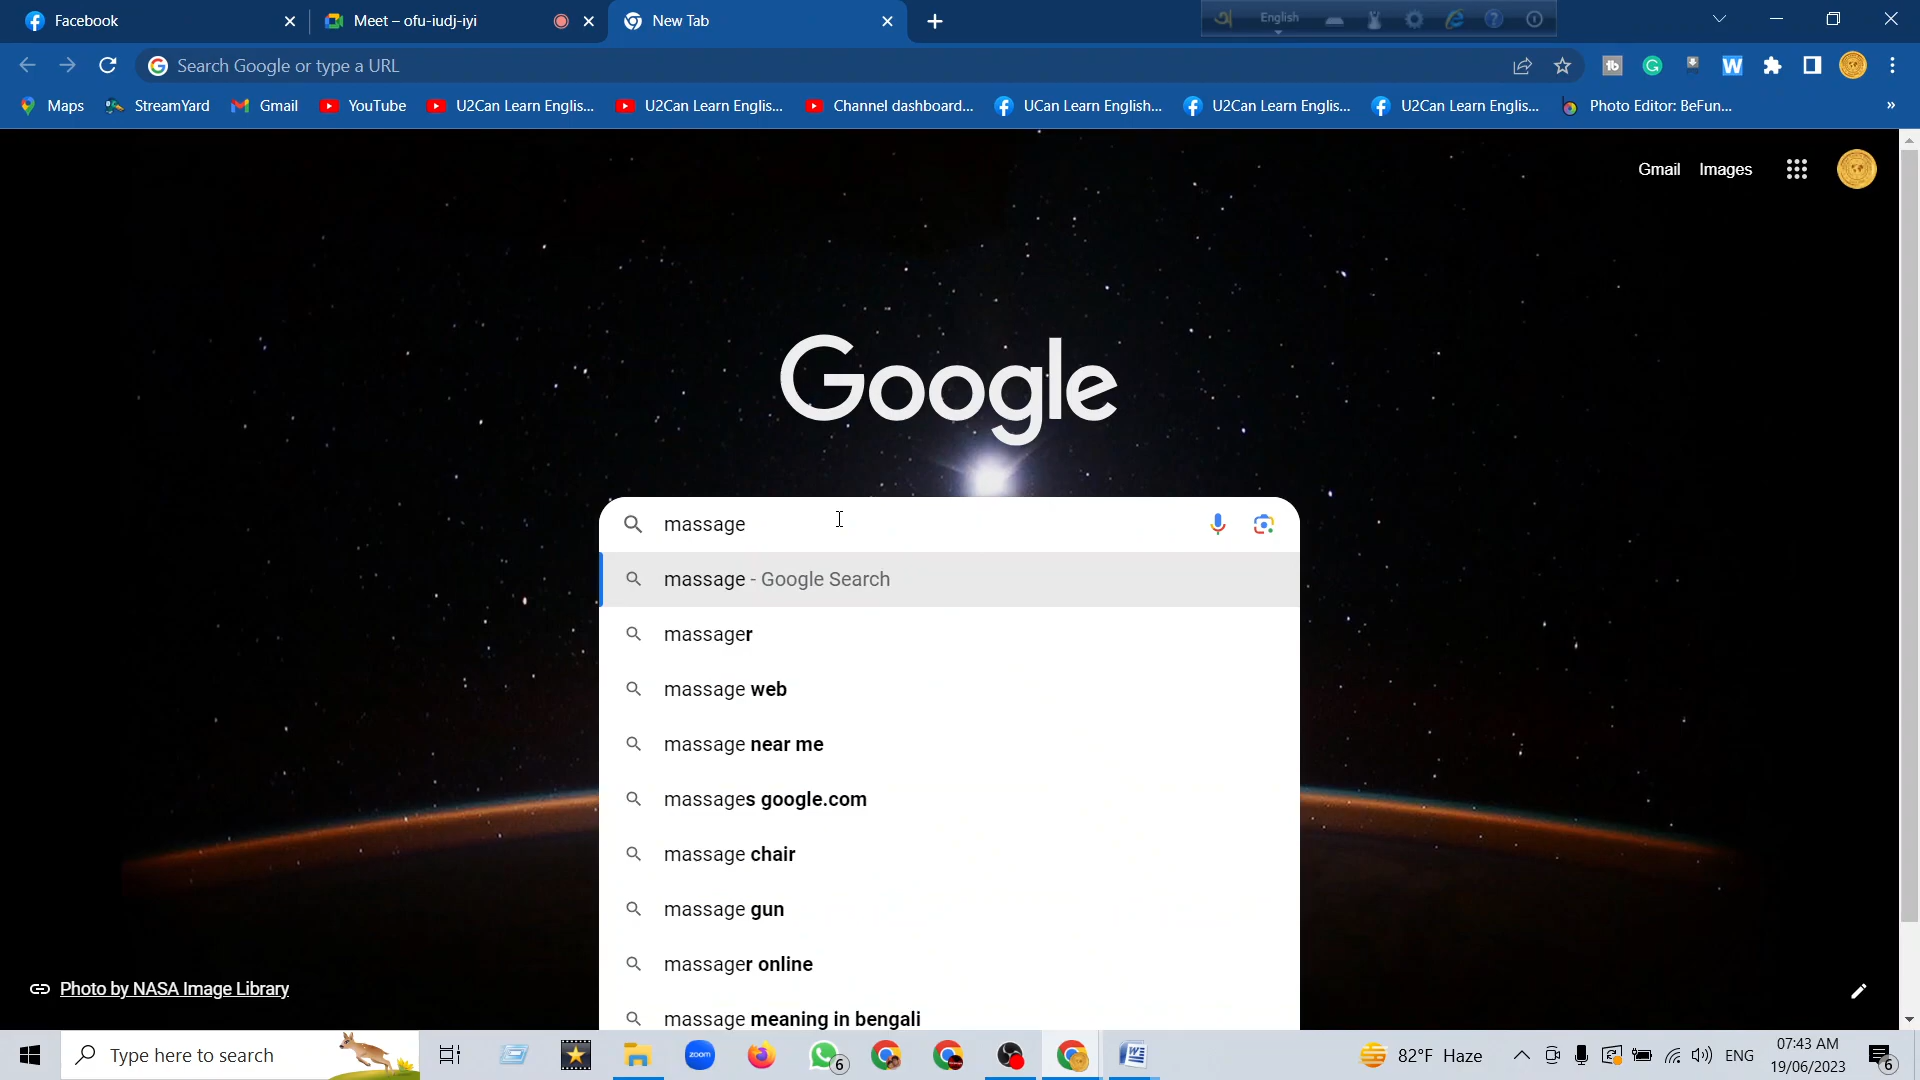 Facebook
Meet – ofu-iudj-iyi
New Tab
English
Search Google or type a URL
Maps
StreamYard
Gmail
YouTube
U2Can Learn Englis...
U2Can Learn Englis...
Channel dashboard...
UCan Learn English...
U2Can Learn Englis...
U2Can Learn Englis...
Photo Editor: BeFun...
»
Gmail Images
Google
massage
massage - Google Search
massager
massage web
massage near me
massages google.com
massage chair
massage gun
massager online
massage meaning in bengali
Photo by NASA Image Library
Type here to search
zoom
6
82°F Haze
ENG
07:43 AM
19/06/2023
6